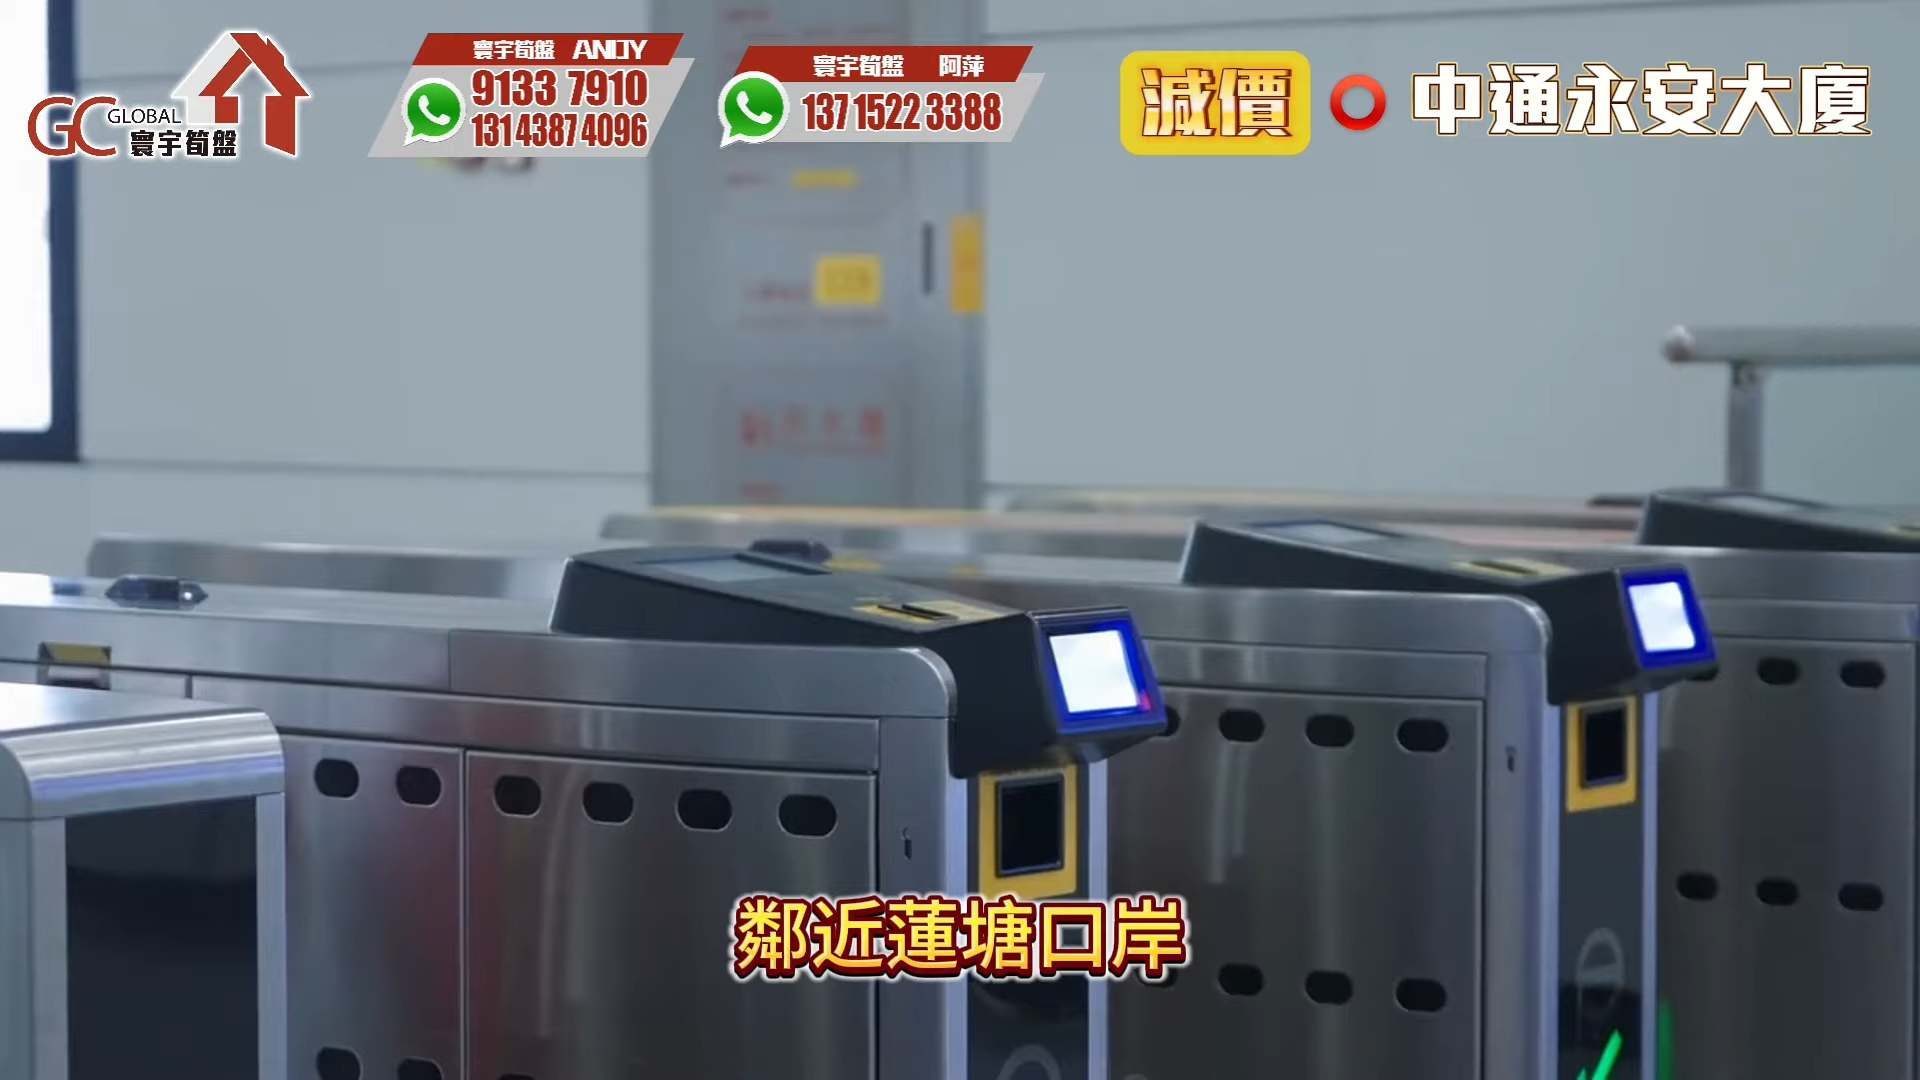 GC GLOBAL
寰宇筍盤
寰宇筍盤 ANDY
9133 7910
13143874096
寰宇筍盤 阿萍
13715223388
減價
中通永安大廈
鄰近蓮塘口岸